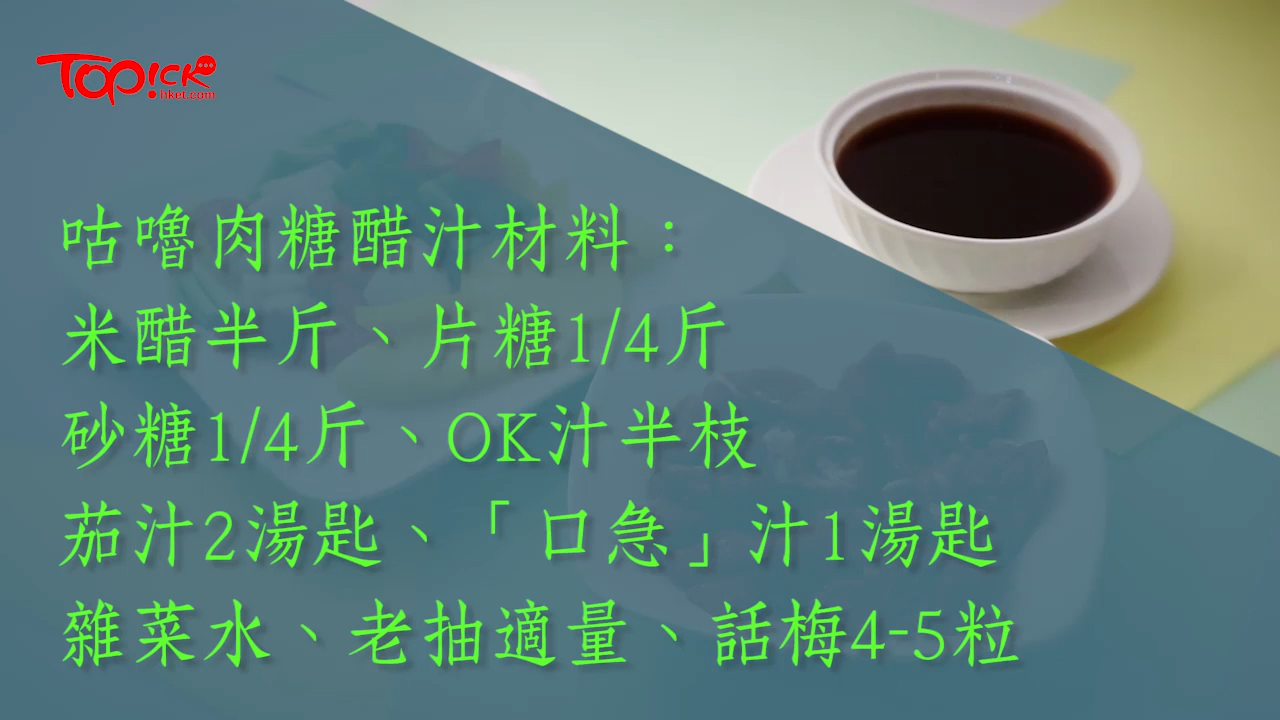 TOPick
hket.com
咕嚕肉糖醋汁材料：
米醋半斤、片糖1/4斤
砂糖1/4斤、OK汁半枝
茄汁2湯匙、「口急」汁1湯匙
雜菜水、老抽適量、話梅4-5粒